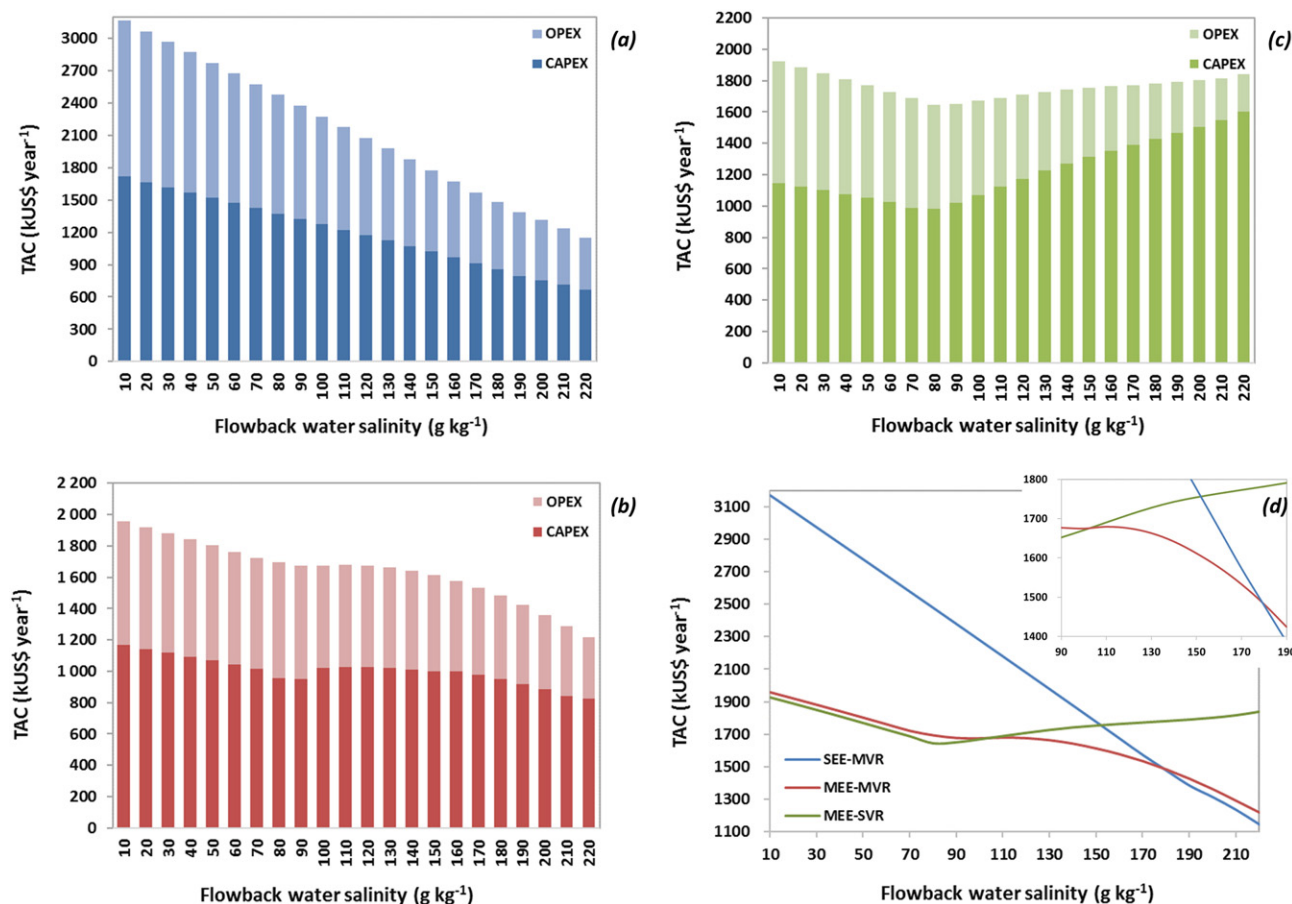 (a)
OPEX
CAPEX
TAC (kUS$ year-1)
3000
2700
2400
2100
1800
1500
1200
900
600
300
0
10 20 30 40 50 60 70 80 90 100 110 120 130 140 150 160 170 180 190 200 210 220
Flowback water salinity (g kg-1)
(c)
OPEX
CAPEX
TAC (kUS$ year-1)
2200
2000
1800
1600
1400
1200
1000
800
600
400
200
0
10 20 30 40 50 60 70 80 90 100 110 120 130 140 150 160 170 180 190 200 210 220
Flowback water salinity (g kg-1)
(b)
OPEX
CAPEX
TAC (kUS$ year-1)
2 200
2 000
1 800
1 600
1 400
1 200
1 000
800
600
400
200
0
10 20 30 40 50 60 70 80 90 100 110 120 130 140 150 160 170 180 190 200 210 220
Flowback water salinity (g kg-1)
(d)
1800
1700
1600
1500
1400
90 110 130 150 170 190
TAC (kUS$ year-1)
3100
2900
2700
2500
2300
2100
1900
1700
1500
1300
1100
SEE-MVR
MEE-MVR
MEE-SVR
10 30 50 70 90 110 130 150 170 190 210
Flowback water salinity (g kg-1)